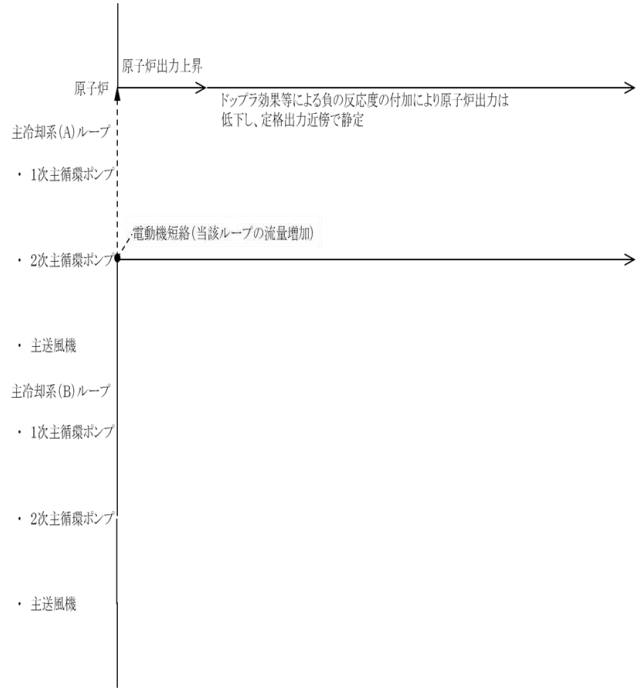 原子炉出力上昇
原子炉
ドップラ効果等による負の反応度の付加により原子炉出力は
低下し、定格出力近傍で静定
主冷却系(A)ループ
・ 1次主循環ポンプ
電動機短絡(当該ループの流量増加)
・ 2次主循環ポンプ
・ 主送風機
主冷却系(B)ループ
・ 1次主循環ポンプ
・ 2次主循環ポンプ
・ 主送風機